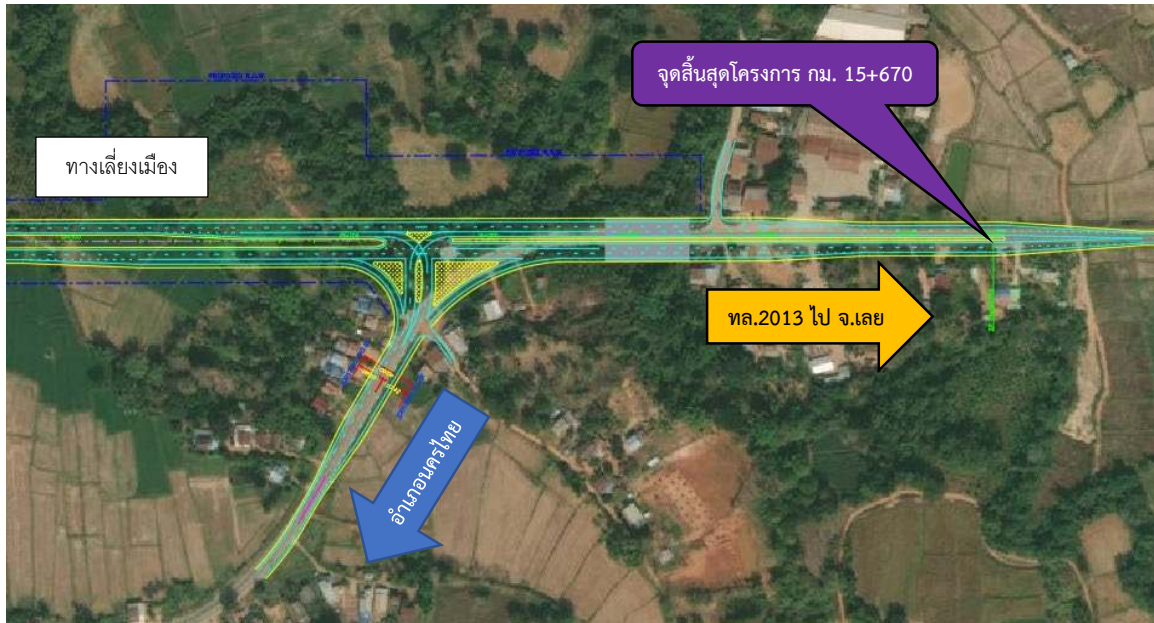 จุดสิ้นสุดโครงการ กม. 15+670
ทางเลี่ยงเมือง
ทล.2013 ไป จ.เลย
อำเภอนครไทย